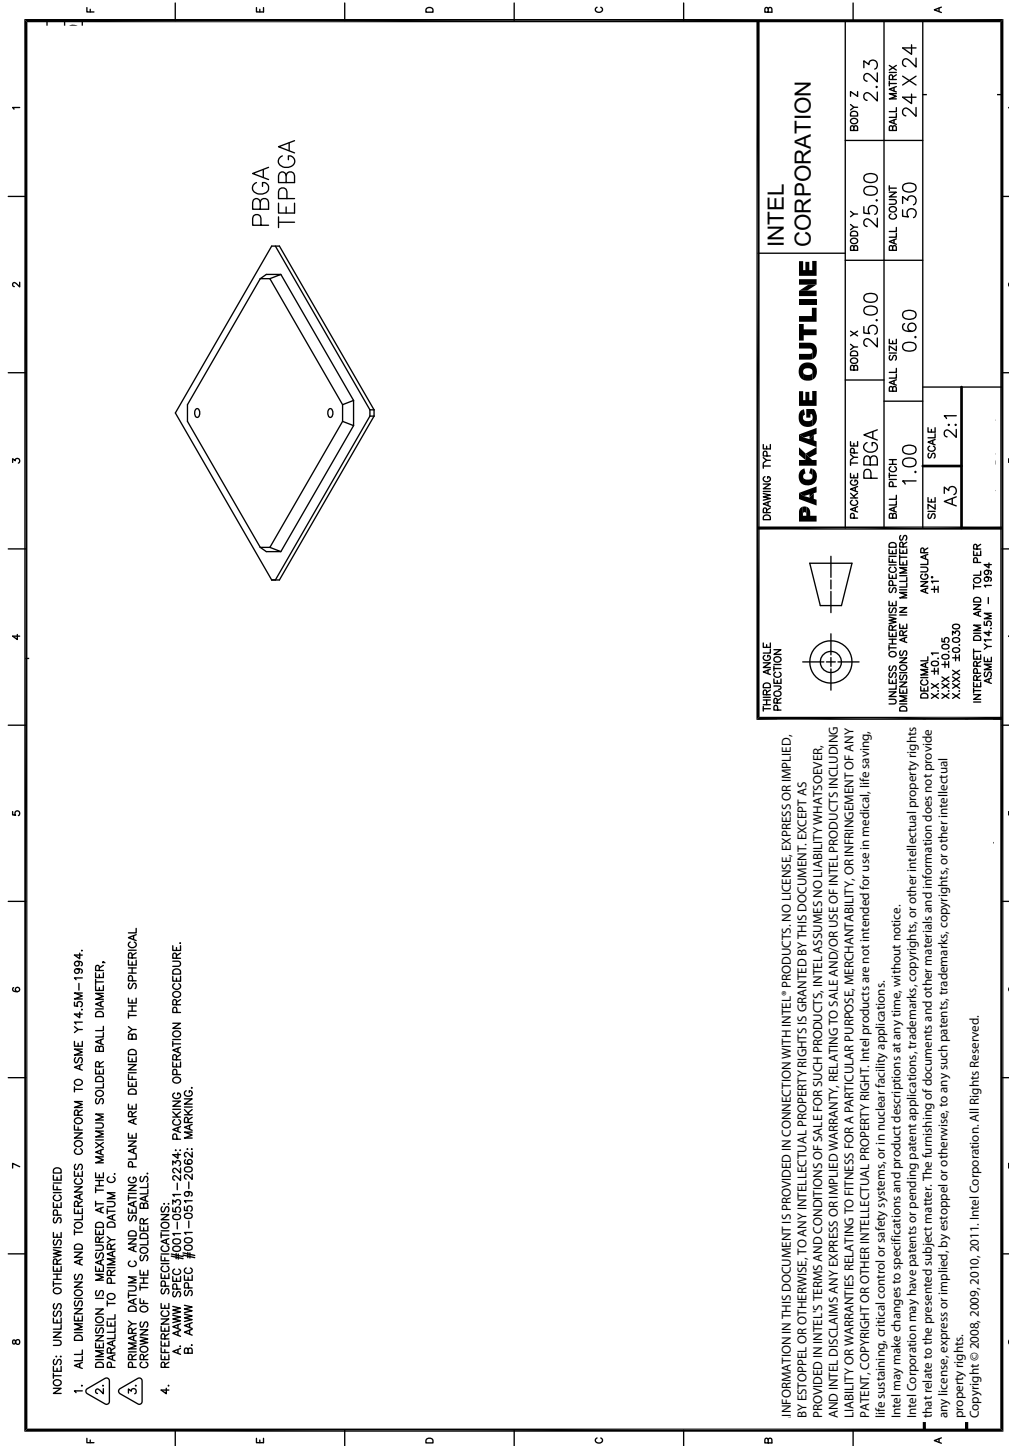 NOTES: UNLESS OTHERWISE SPECIFIED
1. ALL DIMENSIONS AND TOLERANCES CONFORM TO ASME Y14.5M-1994.
2. DIMENSION IS MEASURED AT THE MAXIMUM SOLDER BALL DIAMETER,
PARALLEL TO PRIMARY DATUM C.
3. PRIMARY DATUM C AND SEATING PLANE ARE DEFINED BY THE SPHERICAL
CROWNS OF THE SOLDER BALLS.
4. REFERENCE SPECIFICATIONS:
A. AAWW SPEC #001-0531-2234: PACKING OPERATION PROCEDURE.
B. AAWW SPEC #001-0519-2062: MARKING.
8 7 6 5 4 3 2 1
F E D C B A
PBGA
TEPBGA
INFORMATION IN THIS DOCUMENT IS PROVIDED IN CONNECTION WITH INTEL® PRODUCTS. NO LICENSE, EXPRESS OR IMPLIED,
BY ESTOPPEL OR OTHERWISE, TO ANY INTELLECTUAL PROPERTY RIGHTS IS GRANTED BY THIS DOCUMENT. EXCEPT AS
PROVIDED IN INTEL'S TERMS AND CONDITIONS OF SALE FOR SUCH PRODUCTS, INTEL ASSUMES NO LIABILITY WHATSOEVER,
AND INTEL DISCLAIMS ANY EXPRESS OR IMPLIED WARRANTY, RELATING TO SALE AND/OR USE OF INTEL PRODUCTS INCLUDING
LIABILITY OR WARRANTIES RELATING TO FITNESS FOR A PARTICULAR PURPOSE, MERCHANTABILITY, OR INFRINGEMENT OF ANY
PATENT, COPYRIGHT OR OTHER INTELLECTUAL PROPERTY RIGHT. Intel products are not intended for use in medical, life saving,
life sustaining, critical control or safety systems, or in nuclear facility applications.
Intel may make changes to specifications and product descriptions at any time, without notice.
Intel Corporation may have patents or pending patent applications, trademarks, copyrights, or other intellectual property rights
that relate to the presented subject matter. The furnishing of documents and other materials and information does not provide
any license, express or implied, by estoppel or otherwise, to any such patents, trademarks, copyrights, or other intellectual
property rights.
Copyright © 2008, 2009, 2010, 2011. Intel Corporation. All Rights Reserved.
THIRD ANGLE
PROJECTION
UNLESS OTHERWISE SPECIFIED
DIMENSIONS ARE IN MILLIMETERS
DECIMAL ANGULAR
X.X ±0.1 ±1°
X.XX ±0.05
X.XXX ±0.030
INTERPRET DIM AND TOL PER
ASME Y14.5M - 1994
DRAWING TYPE
PACKAGE OUTLINE
INTEL
CORPORATION
PACKAGE TYPE BODY X BODY Y BODY Z
PBGA 25.00 25.00 2.23
BALL PITCH BALL SIZE BALL COUNT BALL MATRIX
1.00 0.60 530 24 X 24
SIZE SCALE
A3 2:1
F E D C B A